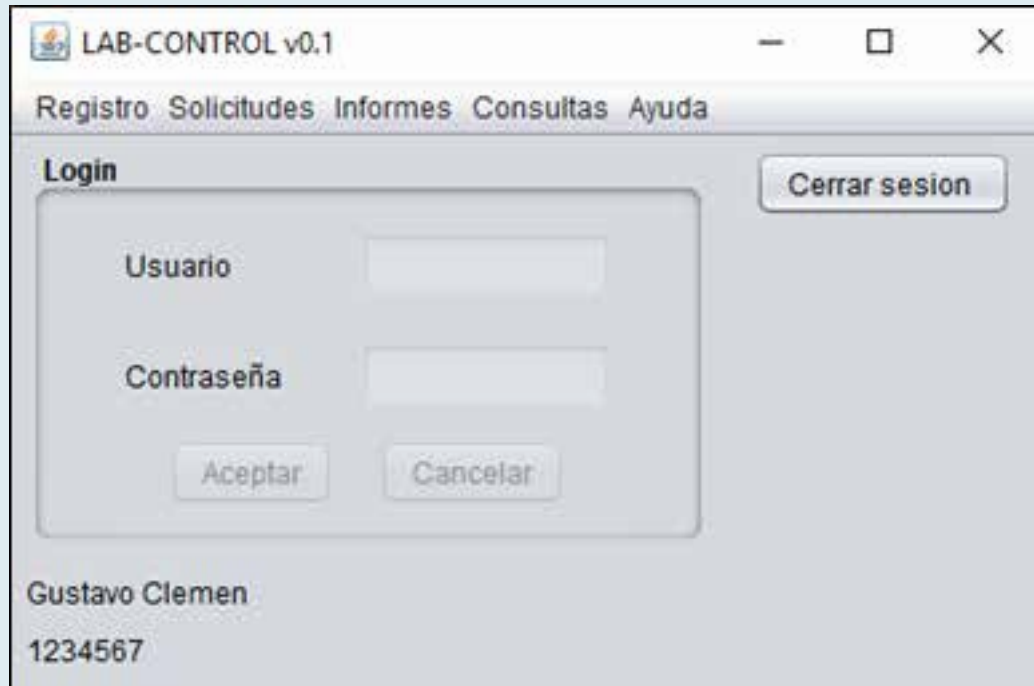 LAB-CONTROL v0.1
Registro Solicitudes Informes Consultas Ayuda
Login
Cerrar sesion
Usuario
Contraseña
Aceptar Cancelar
Gustavo Clemen
1234567